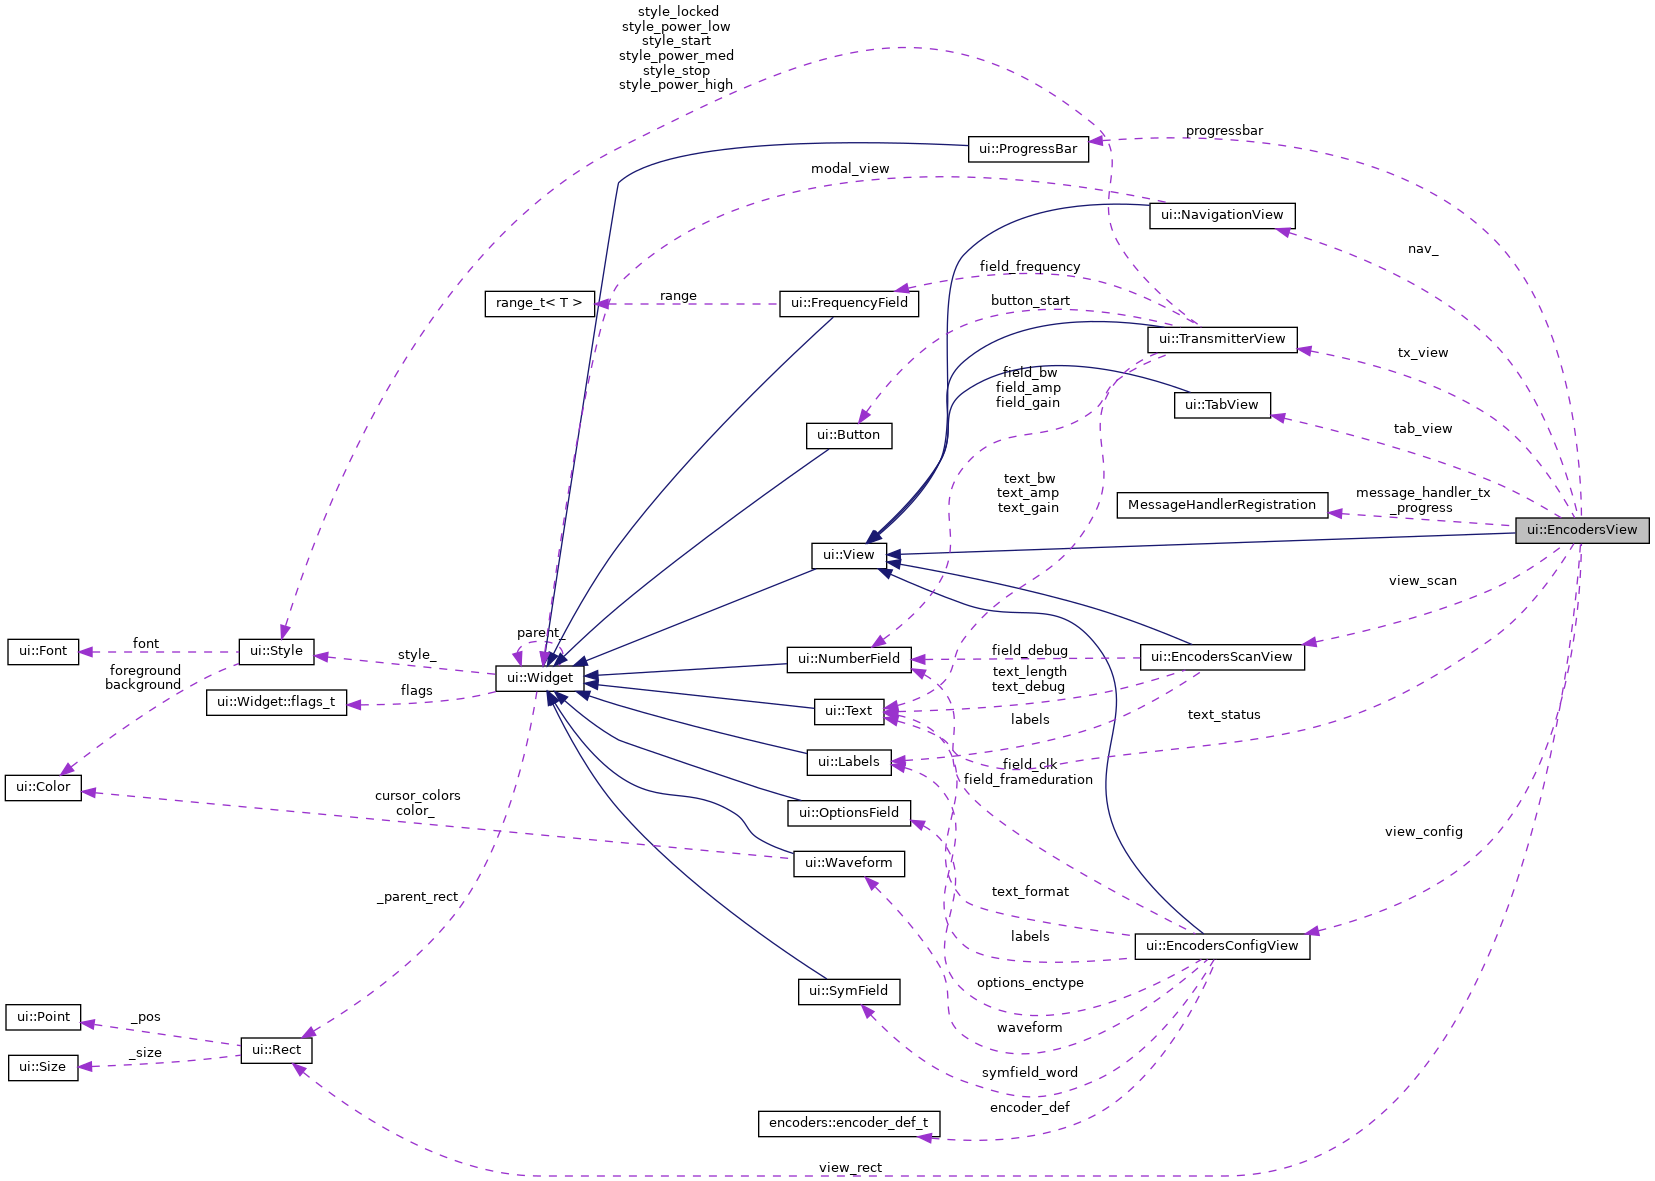 style_locked
style_power_low
style_start
style_power_med
style_stop
style_power_high
progressbar
ui::ProgressBar
modal_view
ui::NavigationView
nav_
field_frequency
range_t< T >
range
ui::FrequencyField
button_start
ui::TransmitterView
tx_view
field_bw
field_amp
field_gain
ui::TabView
tab_view
ui::Button
text_bw
text_amp
text_gain
MessageHandlerRegistration
message_handler_tx
_progress
ui::EncodersView
ui::View
view_scan
parent_
ui::Font
font
ui::Style
style_
ui::NumberField
field_debug
ui::EncodersScanView
foreground
background
ui::Widget
flags
ui::Widget::flags_t
text_length
text_debug
ui::Text
labels
text_status
ui::Labels
field_clk
field_frameduration
ui::Color
cursor_colors
color_
ui::OptionsField
view_config
ui::Waveform
_parent_rect
text_format
labels
ui::EncodersConfigView
options_enctype
ui::SymField
ui::Point
_pos
waveform
ui::Rect
_size
ui::Size
symfield_word
encoder_def
encoders::encoder_def_t
view_rect